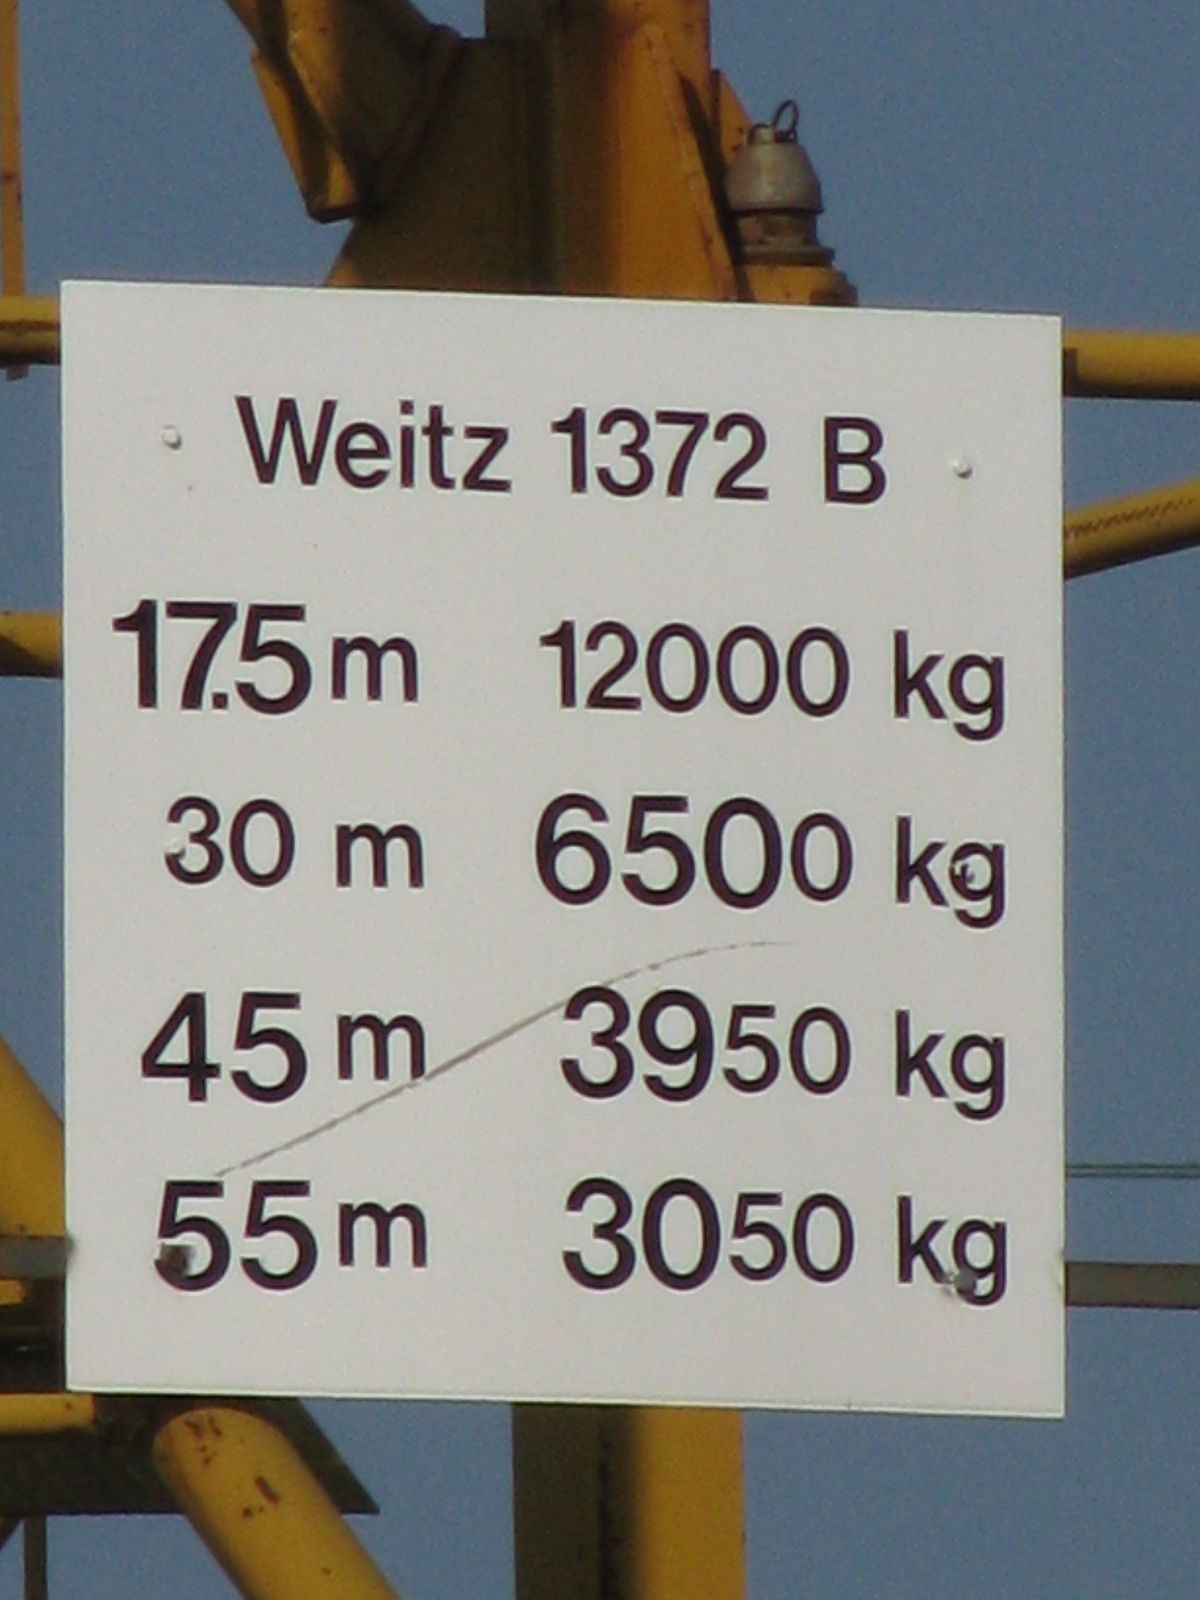 Weitz 1372 B
17.5 m 12000 kg
30 m 6500 kg
45 m 3950 kg
55 m 3050 kg